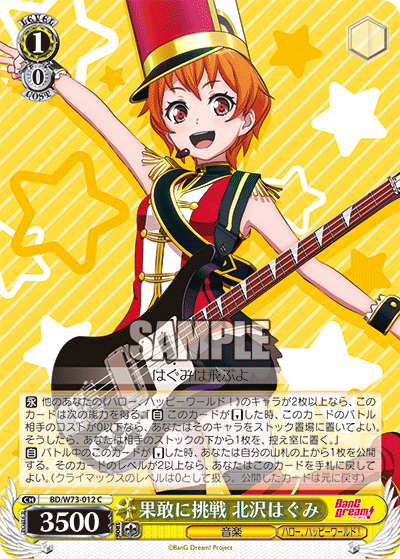 LEVEL
1
0
COST
SAMPLE
はぐみは飛ぶよ
永 他のあなたの《ハロー、ハッピーワールド!》のキャラが2枚以上なら、この
カードは次の能力を得る。『自 このカードが した時、このカードのバトル
相手のコストが0以下なら、あなたはそのキャラをストック置場に置いてよい。
そうしたら、あなたは相手のストックの下から1枚を、控え室に置く。』
自 バトル中のこのカードが した時、あなたは自分の山札の上から1枚を公開
する。そのカードのレベルが2以上なら、あなたはこのカードを手札に戻してよ
い。(クライマックスのレベルは0として扱う。公開したカードは元に戻す)
CH BD/W73-012 C
果敢に挑戦 北沢はぐみ
BanG Dream!
3500
音楽
ハロー、ハッピーワールド!
©BanG Dream! Project